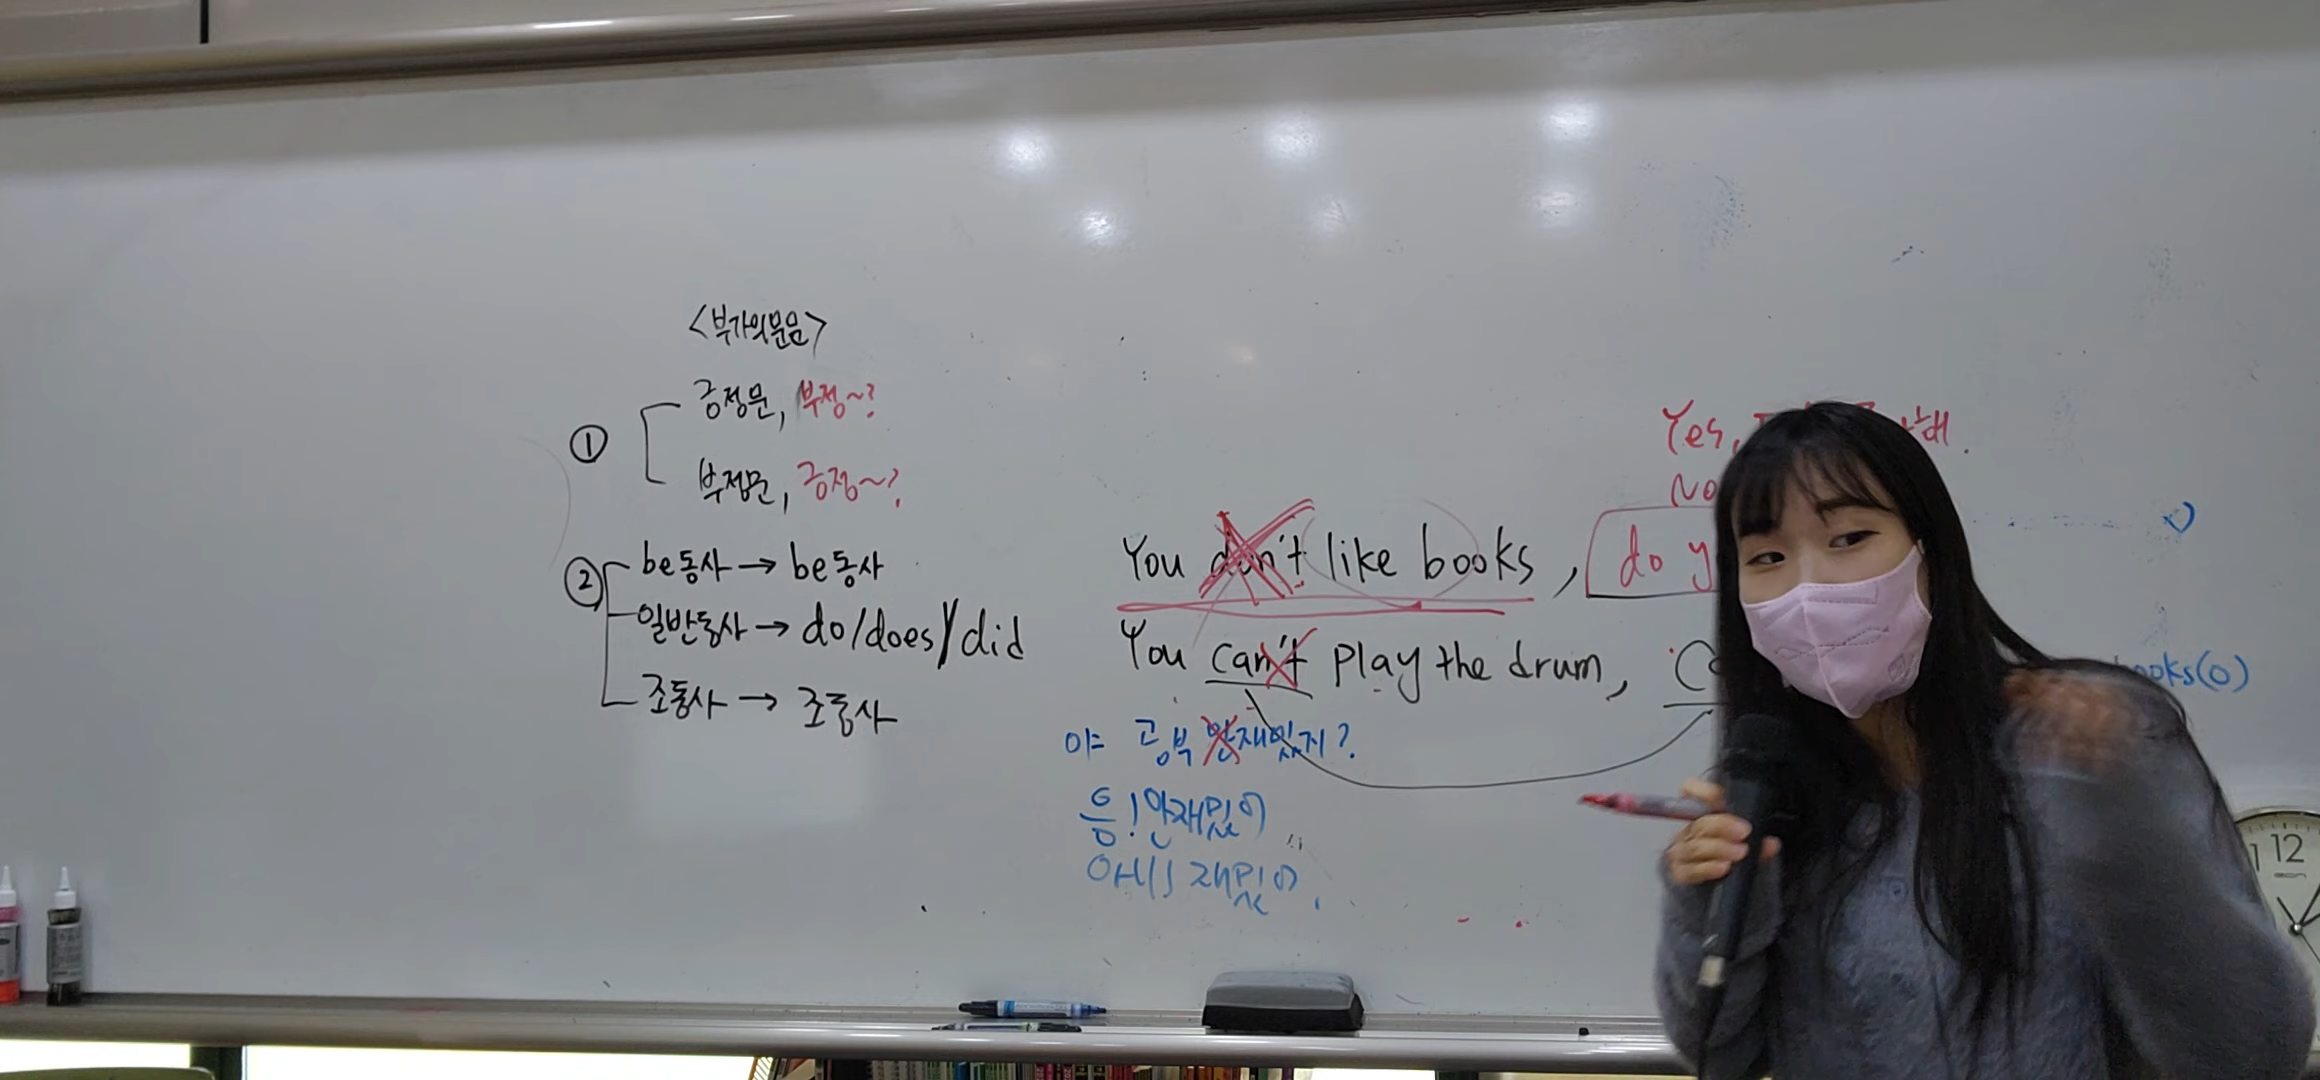 <부가의문문>
① 긍정문, 부정~?
부정문, 긍정~?
② be동사 → be동사
일반동사 → do/does/did
조동사 → 조동사
Yes,
No
You don't like books, do y
You can't play the drum,
ooks(O)
야 공부 안재밌지?
응! 안재밌어
아니 재밌어.
12